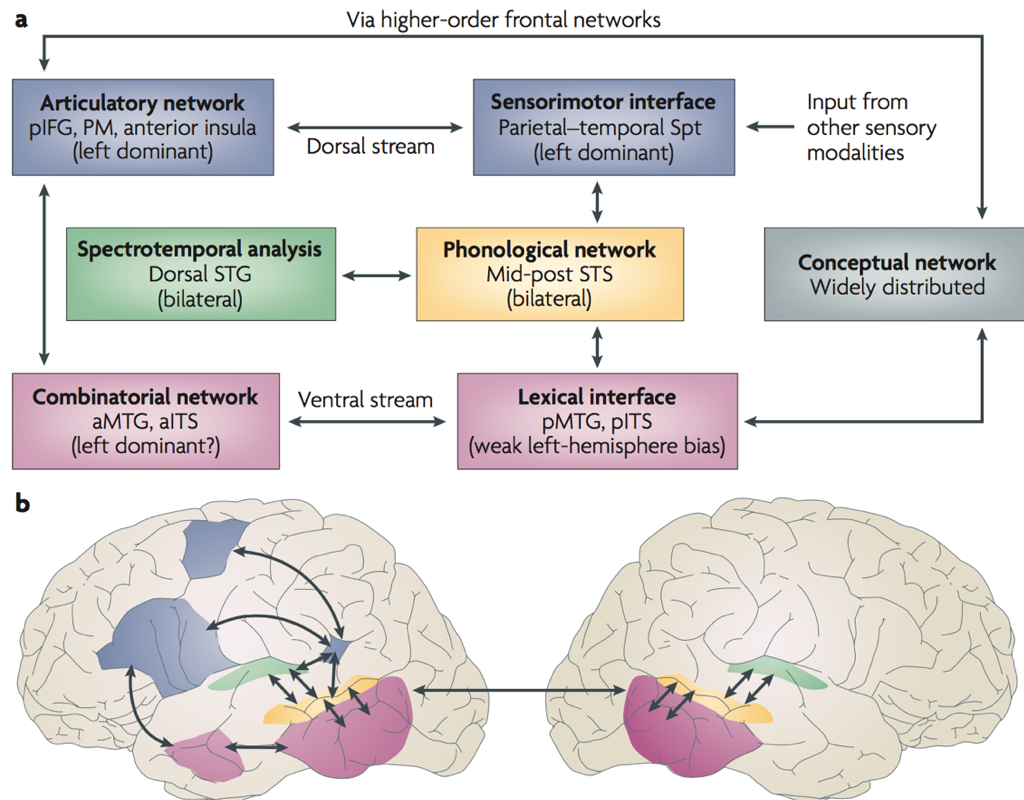 a
Via higher-order frontal networks
Articulatory network
pIFG, PM, anterior insula
(left dominant)
Dorsal stream
Sensorimotor interface
Parietal–temporal Spt
(left dominant)
Input from
other sensory
modalities
Spectrotemporal analysis
Dorsal STG
(bilateral)
Phonological network
Mid-post STS
(bilateral)
Conceptual network
Widely distributed
Combinatorial network
aMTG, aITS
(left dominant?)
Ventral stream
Lexical interface
pMTG, pITS
(weak left-hemisphere bias)
b